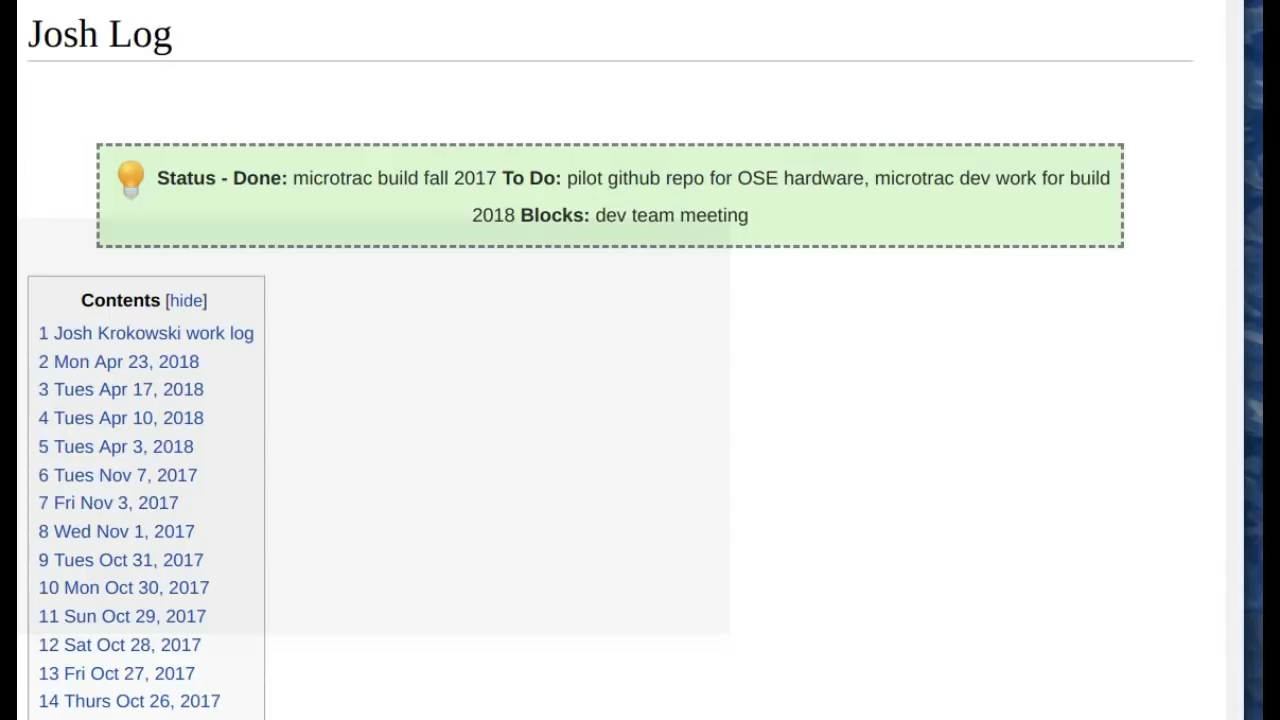 Josh Log
Status - Done: microtrac build fall 2017 To Do: pilot github repo for OSE hardware, microtrac dev work for build
2018 Blocks: dev team meeting
Contents [hide]
1 Josh Krokowski work log
2 Mon Apr 23, 2018
3 Tues Apr 17, 2018
4 Tues Apr 10, 2018
5 Tues Apr 3, 2018
6 Tues Nov 7, 2017
7 Fri Nov 3, 2017
8 Wed Nov 1, 2017
9 Tues Oct 31, 2017
10 Mon Oct 30, 2017
11 Sun Oct 29, 2017
12 Sat Oct 28, 2017
13 Fri Oct 27, 2017
14 Thurs Oct 26, 2017